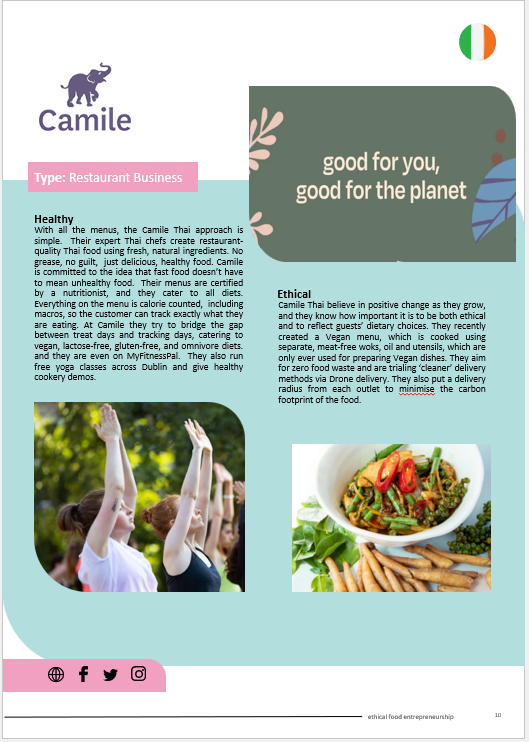 Camile
good for you,
good for the planet
Type: Restaurant Business
Healthy
With all the menus, the Camile Thai approach is
simple. Their expert Thai chefs create restaurant-
quality Thai food using fresh, natural ingredients. No
grease, no guilt, just delicious, healthy food. Camile
is committed to the idea that fast food doesn't have
to mean unhealthy food. Their menus are certified
by a nutritionist, and they cater to all diets.
Everything on the menu is calorie counted, including
macros, so the customer can track exactly what they
are eating. At Camile they try to bridge the gap
between treat days and tracking days, catering to
vegan, lactose-free, gluten-free, and omnivore diets.
and they are even on MyFitnessPal. They also run
free yoga classes across Dublin and give healthy
cookery demos.
Ethical
Camile Thai believe in positive change as they grow,
and they know how important it is to be both ethical
and to reflect guests' dietary choices. They recently
created a Vegan menu, which is cooked using
separate, meat-free woks, oil and utensils, which are
only ever used for preparing Vegan dishes. They aim
for zero food waste and are trialing 'cleaner' delivery
methods via Drone delivery. They also put a delivery
radius from each outlet to minimise the carbon
footprint of the food.
ethical food entrepreneurship
10